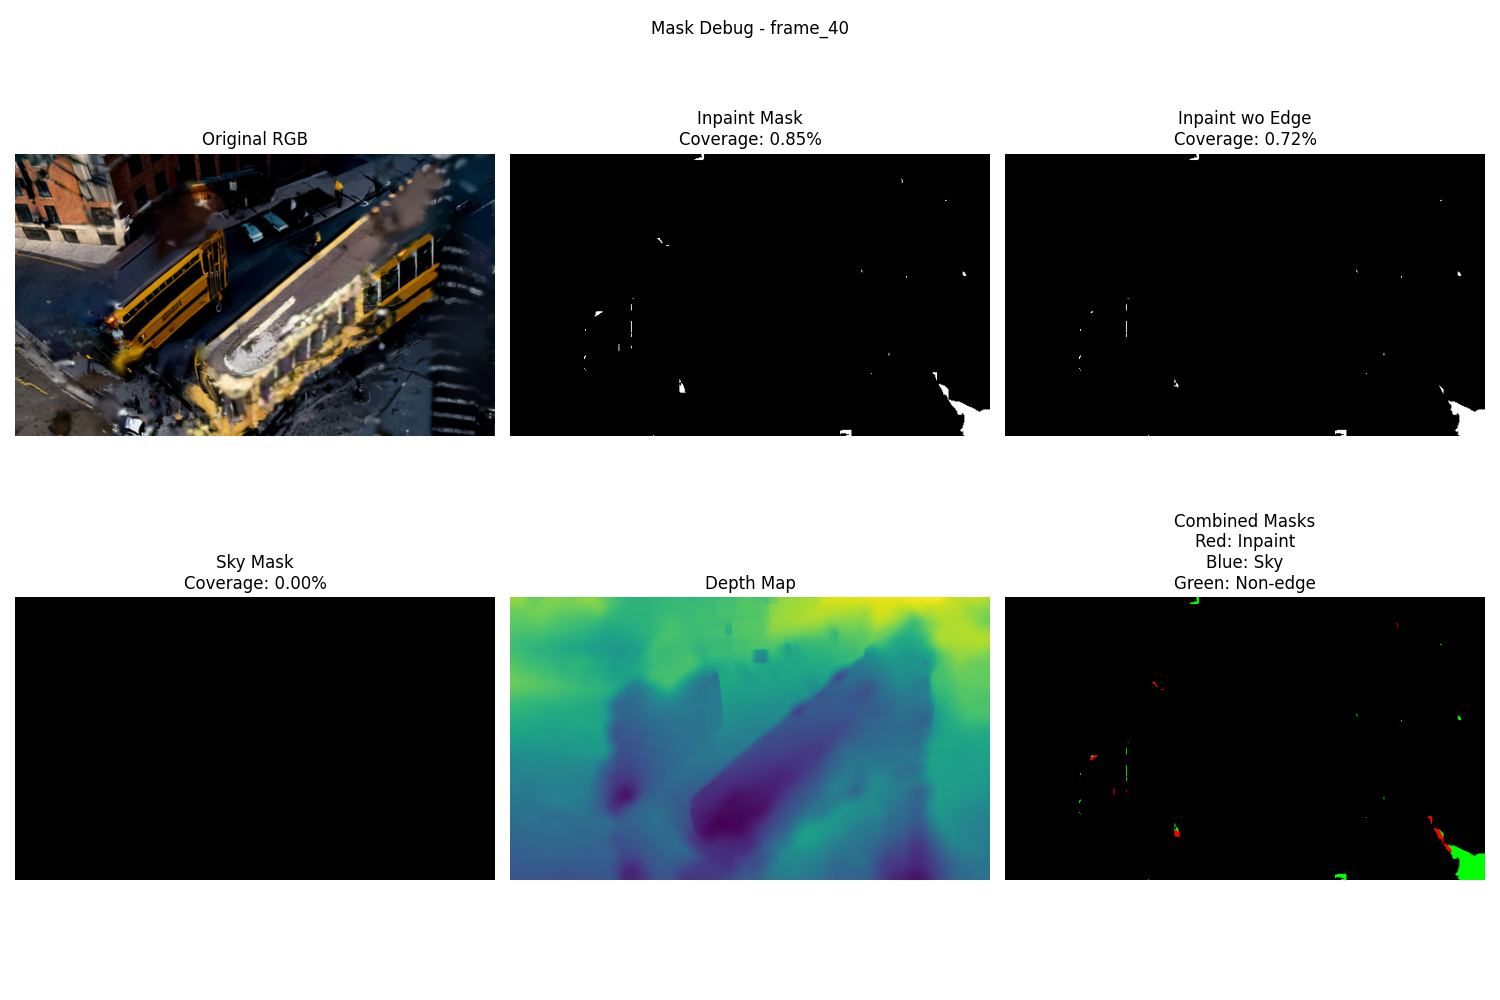 Mask Debug - frame_40
Original RGB
Inpaint Mask
Coverage: 0.85%
Inpaint wo Edge
Coverage: 0.72%
Sky Mask
Coverage: 0.00%
Depth Map
Combined Masks
Red: Inpaint
Blue: Sky
Green: Non-edge